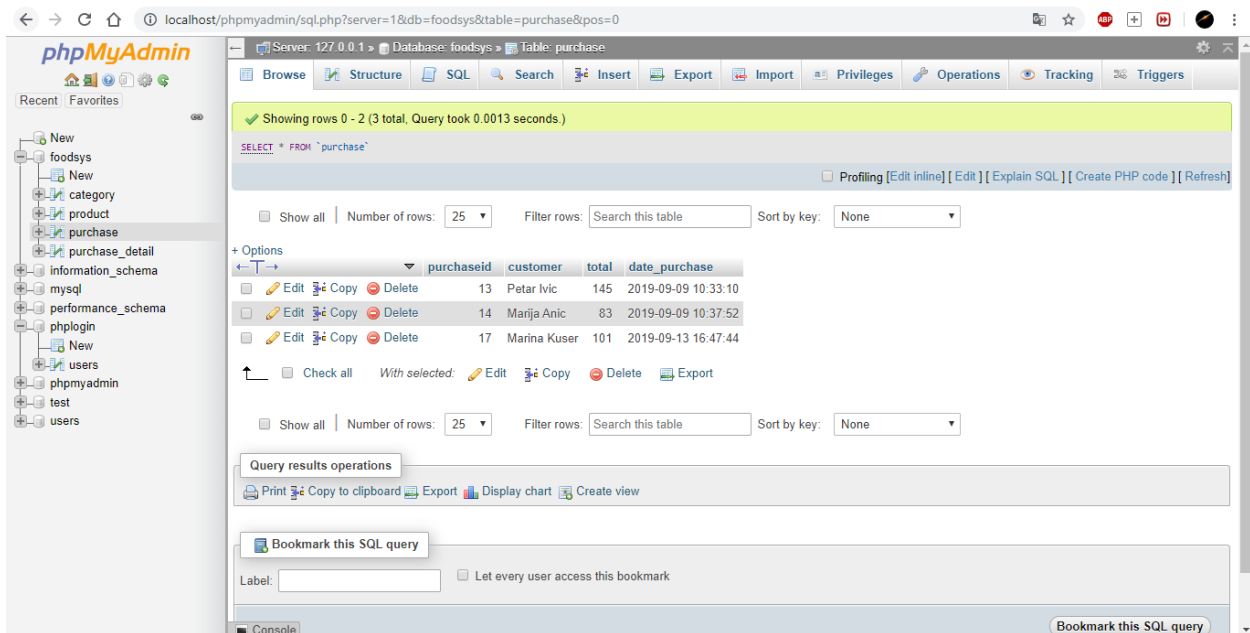 localhost/phpmyadmin/sql.php?server=1&db=foodsys&table=purchase&pos=0
ABP
phpMyAdmin
Recent Favorites
New
foodsys
New
category
product
purchase
purchase_detail
information_schema
mysql
performance_schema
phplogin
New
users
phpmyadmin
test
users
Server: 127.0.0.1 » Database: foodsys » Table: purchase
Browse Structure SQL Search Insert Export Import Privileges Operations Tracking Triggers
Showing rows 0 - 2 (3 total, Query took 0.0013 seconds.)
SELECT * FROM `purchase`
Profiling [Edit inline] [ Edit ] [ Explain SQL ] [ Create PHP code ] [ Refresh]
Show all Number of rows: 25 Filter rows: Search this table Sort by key: None
+ Options
←T→ purchaseid customer total date_purchase
Edit Copy Delete 13 Petar Ivic 145 2019-09-09 10:33:10
Edit Copy Delete 14 Marija Anic 83 2019-09-09 10:37:52
Edit Copy Delete 17 Marina Kuser 101 2019-09-13 16:47:44
Check all With selected: Edit Copy Delete Export
Show all Number of rows: 25 Filter rows: Search this table Sort by key: None
Query results operations
Print Copy to clipboard Export Display chart Create view
Bookmark this SQL query
Label: Let every user access this bookmark
Console Bookmark this SQL query